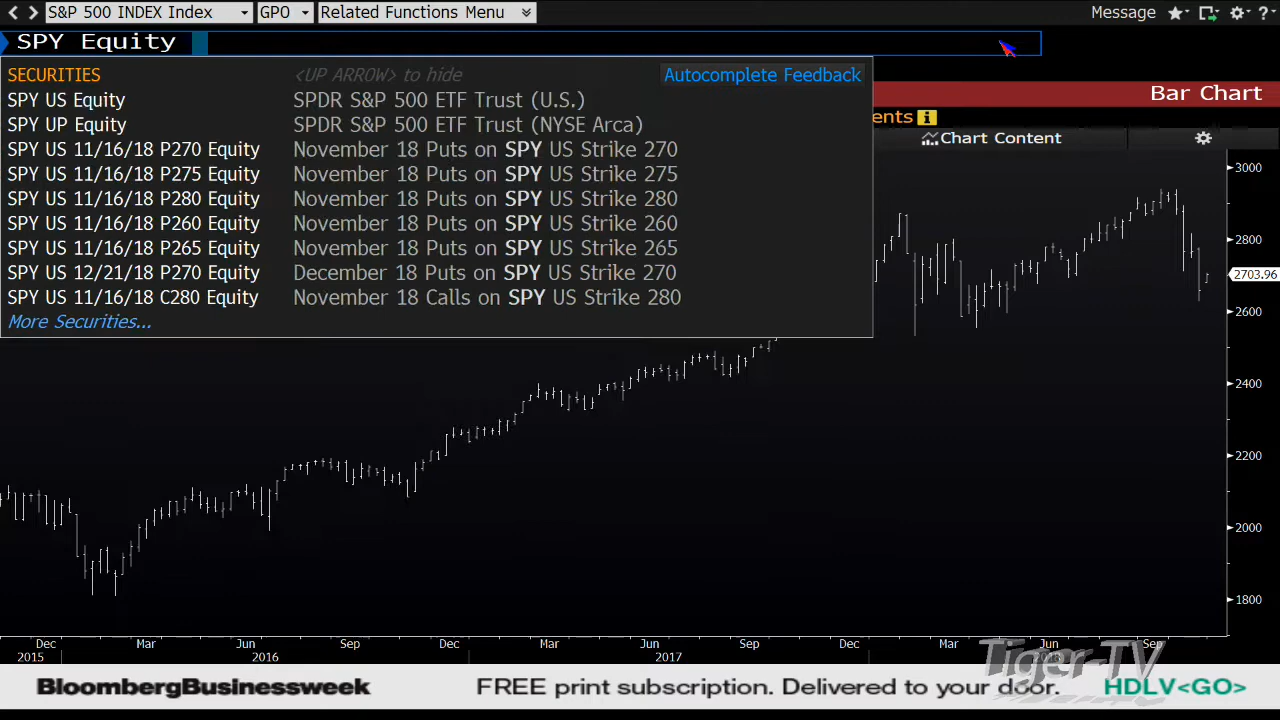 S&P 500 INDEX Index GPO Related Functions Menu Message ?
SPY Equity
SECURITIES <UP ARROW> to hide Autocomplete Feedback
SPY US Equity SPDR S&P 500 ETF Trust (U.S.)
Bar Chart
SPY UP Equity SPDR S&P 500 ETF Trust (NYSE Arca)
ents i
Chart Content
SPY US 11/16/18 P270 Equity November 18 Puts on SPY US Strike 270
SPY US 11/16/18 P275 Equity November 18 Puts on SPY US Strike 275
SPY US 11/16/18 P280 Equity November 18 Puts on SPY US Strike 280
SPY US 11/16/18 P260 Equity November 18 Puts on SPY US Strike 260
SPY US 11/16/18 P265 Equity November 18 Puts on SPY US Strike 265
SPY US 12/21/18 P270 Equity December 18 Puts on SPY US Strike 270
SPY US 11/16/18 C280 Equity November 18 Calls on SPY US Strike 280
More Securities...
3000
2800
2703.96
2600
2400
2200
2000
1800
Dec Mar Jun Sep Mar Jun Sep Dec Mar Jun Sep
2015 2016 2017 2018
Tiger-TV
BloombergBusinessweek FREE print subscription. Delivered to your door. HDLV<GO>